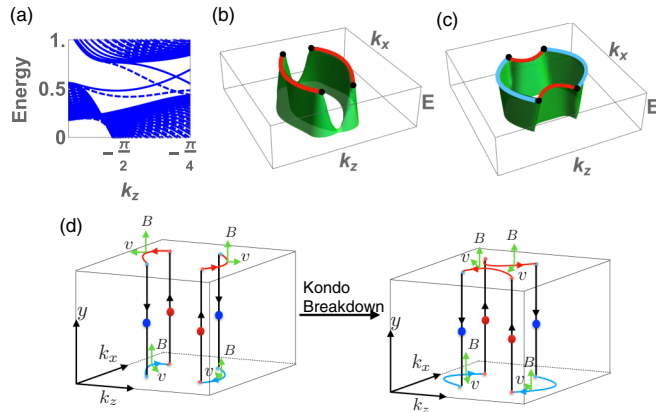 (a)
(b)
(c)
1.
0.5
0
Energy
-π/2
-π/4
k_z
k_x
E
k_z
k_x
E
k_z
(d)
B
v
B
v
B
v
B
v
y
k_x
k_z
Kondo
Breakdown
B
v
B
v
B
v
B
v
y
k_x
k_z